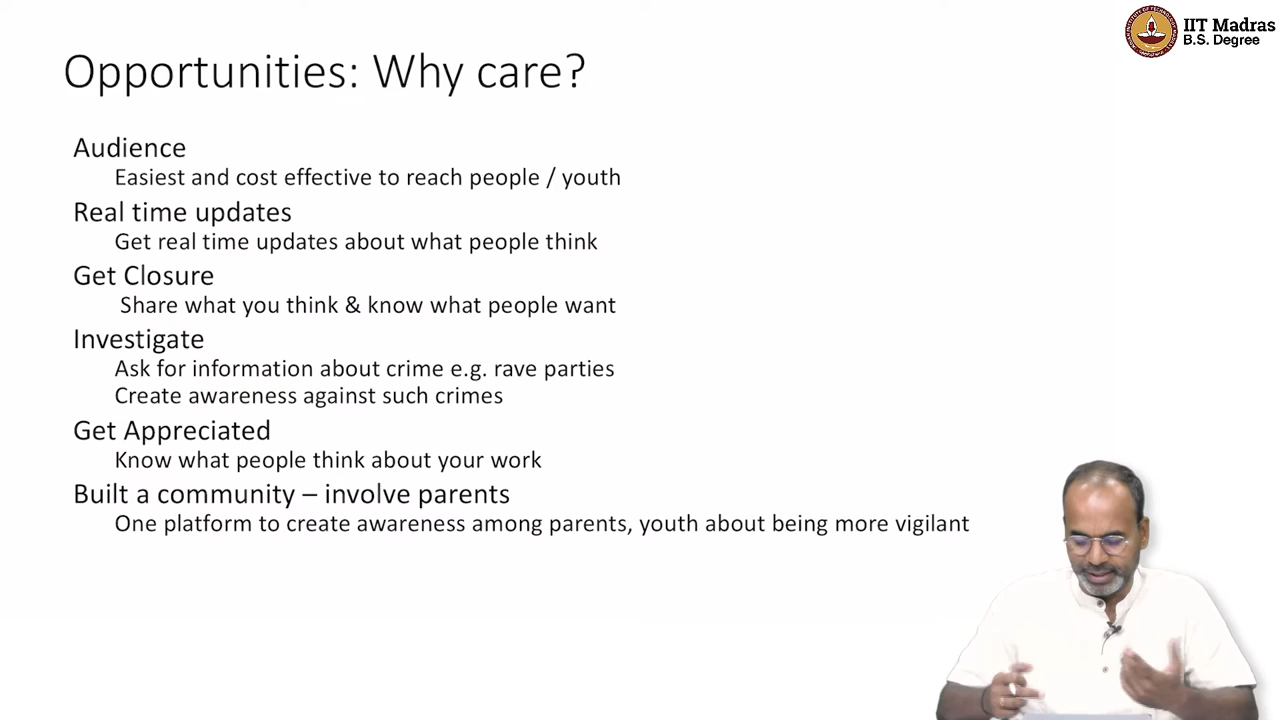 IIT Madras
B.S. Degree
Opportunities: Why care?
Audience
Easiest and cost effective to reach people / youth
Real time updates
Get real time updates about what people think
Get Closure
Share what you think & know what people want
Investigate
Ask for information about crime e.g. rave parties
Create awareness against such crimes
Get Appreciated
Know what people think about your work
Built a community – involve parents
One platform to create awareness among parents, youth about being more vigilant